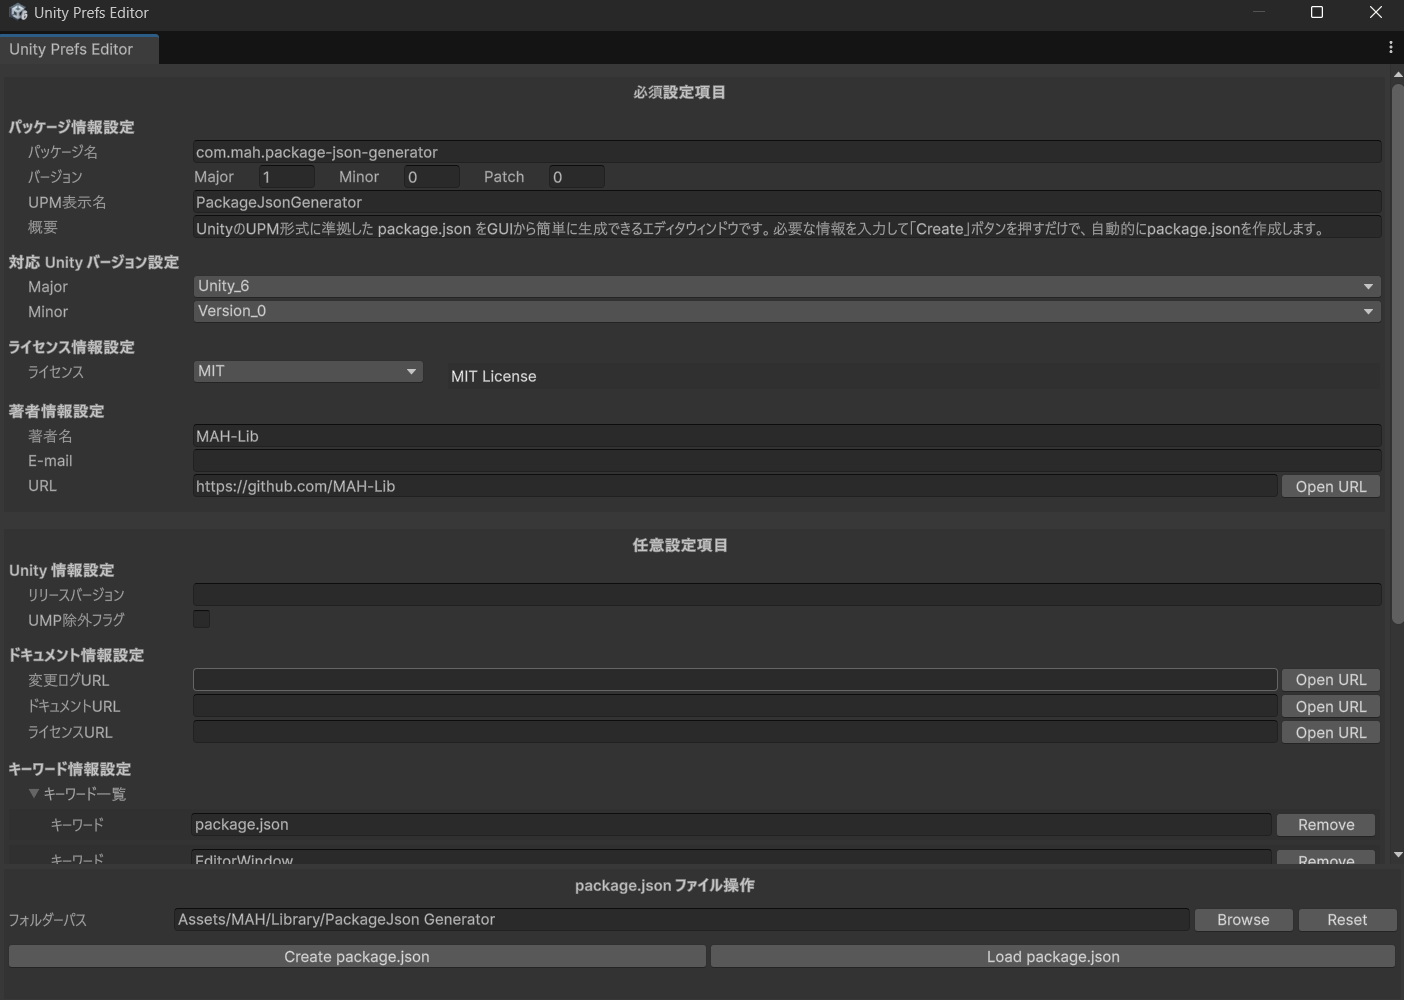 Unity Prefs Editor
Unity Prefs Editor
必須設定項目
パッケージ情報設定
パッケージ名 com.mah.package-json-generator
バージョン Major 1 Minor 0 Patch 0
UPM表示名 PackageJsonGenerator
概要 UnityのUPM形式に準拠した package.json をGUIから簡単に生成できるエディタウィンドウです。必要な情報を入力して「Create」ボタンを押すだけで、自動的にpackage.jsonを作成します。
対応 Unity バージョン設定
Major Unity_6
Minor Version_0
ライセンス情報設定
ライセンス MIT MIT License
著者情報設定
著者名 MAH-Lib
E-mail
URL https://github.com/MAH-Lib Open URL
任意設定項目
Unity 情報設定
リリースバージョン
UMP除外フラグ
ドキュメント情報設定
変更ログURL Open URL
ドキュメントURL Open URL
ライセンスURL Open URL
キーワード情報設定
キーワード一覧
キーワード package.json Remove
キーワード EditorWindow Remove
package.json ファイル操作
フォルダーパス Assets/MAH/Library/PackageJson Generator Browse Reset
Create package.json Load package.json